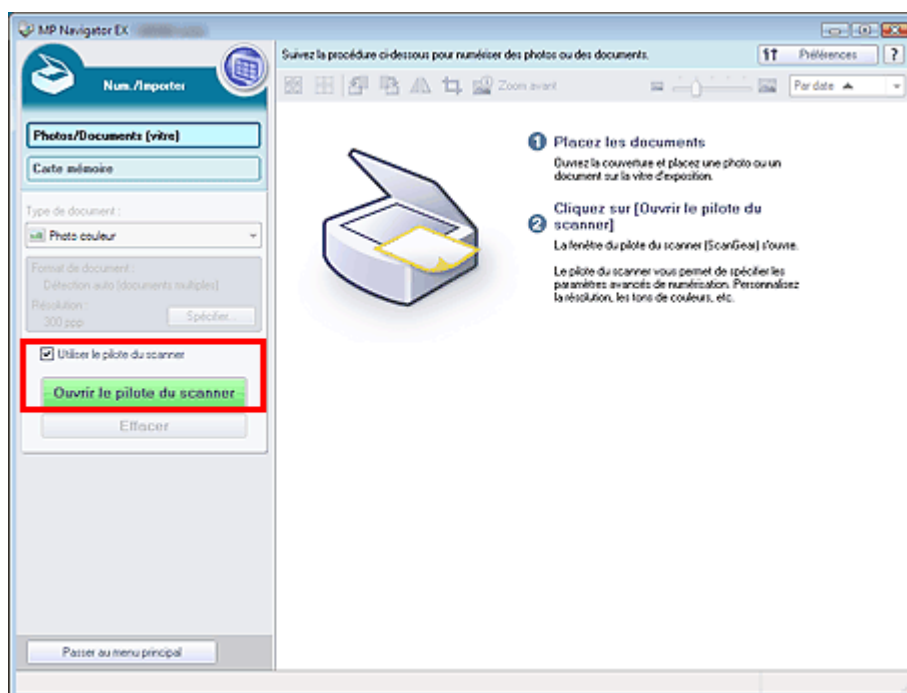 MP Navigator EX
Num./Importer
Photos/Documents (vitre)
Carte mémoire
Type de document :
Photo couleur
Format de document :
Détection auto (documents multiples)
Résolution :
300 ppp
Spécifier...
Utiliser le pilote du scanner
Ouvrir le pilote du scanner
Effacer
Passer au menu principal
Suivez la procédure ci-dessous pour numériser des photos ou des documents.
Préférences
?
Zoom avant
Par date
1 Placez les documents
Ouvrez la couverture et placez une photo ou un
document sur la vitre d'exposition.
2 Cliquez sur [Ouvrir le pilote du
scanner]
La fenêtre du pilote du scanner (ScanGear) s'ouvre.
Le pilote du scanner vous permet de spécifier les
paramètres avancés de numérisation. Personnalisez
la résolution, les tons de couleurs, etc.